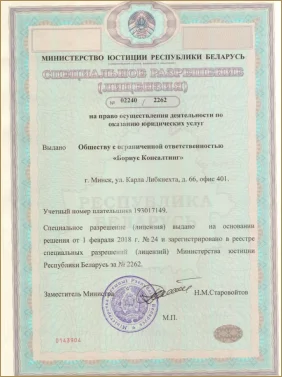 МИНИСТЕРСТВО ЮСТИЦИИ РЕСПУБЛИКИ БЕЛАРУСЬ
СПЕЦИАЛЬНОЕ РАЗРЕШЕНИЕ
(ЛИЦЕНЗИЯ)
№ 02240 / 2262
на право осуществления деятельности по
оказанию юридических услуг
Выдано Обществу с ограниченной ответственностью
«Борнус Консалтинг»
г. Минск, ул. Карла Либкнехта, д. 66, офис 401.
РЕСПУБЛИКА
БЕЛАРУСЬ
Учетный номер плательщика 193017149.
Специальное разрешение (лицензия) выдано на основании
решения от 1 февраля 2018 г. № 24 и зарегистрировано в реестре
специальных разрешений (лицензий) Министерства юстиции
Республики Беларусь за № 2262.
Заместитель Министра Н.М.Старовойтов
М.П.